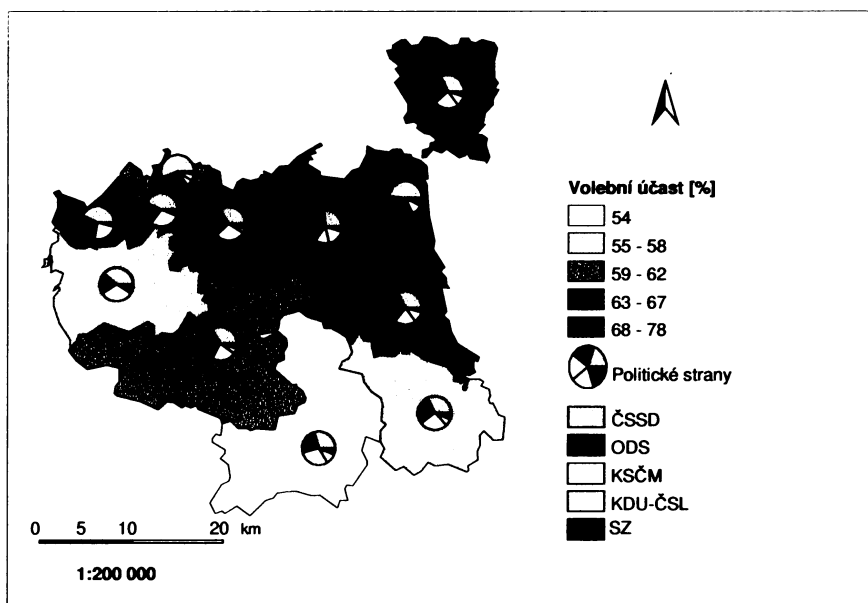 Volební účast [%]
54
55 - 58
59 - 62
63 - 67
68 - 78
Politické strany
ČSSD
ODS
KSČM
KDU-ČSL
SZ
0 5 10 20 km
1:200 000